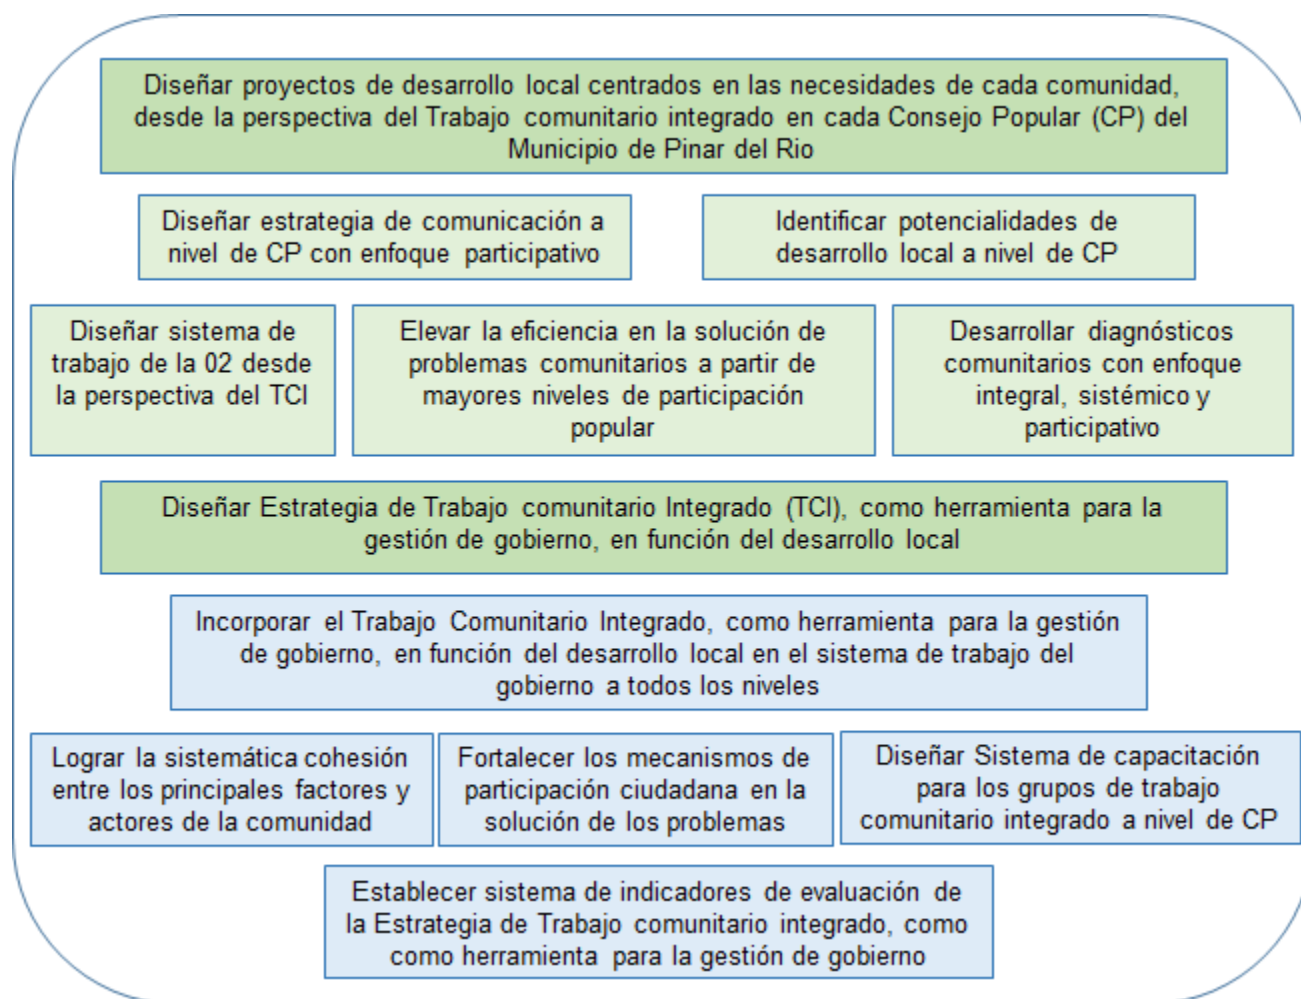 Diseñar proyectos de desarrollo local centrados en las necesidades de cada comunidad,
desde la perspectiva del Trabajo comunitario integrado en cada Consejo Popular (CP) del
Municipio de Pinar del Rio
Diseñar estrategia de comunicación a
nivel de CP con enfoque participativo
Identificar potencialidades de
desarrollo local a nivel de CP
Diseñar sistema de
trabajo de la 02 desde
la perspectiva del TCI
Elevar la eficiencia en la solución de
problemas comunitarios a partir de
mayores niveles de participación
popular
Desarrollar diagnósticos
comunitarios con enfoque
integral, sistémico y
participativo
Diseñar Estrategia de Trabajo comunitario Integrado (TCI), como herramienta para la
gestión de gobierno, en función del desarrollo local
Incorporar el Trabajo Comunitario Integrado, como herramienta para la gestión
de gobierno, en función del desarrollo local en el sistema de trabajo del
gobierno a todos los niveles
Lograr la sistemática cohesión
entre los principales factores y
actores de la comunidad
Fortalecer los mecanismos de
participación ciudadana en la
solución de los problemas
Diseñar Sistema de capacitación
para los grupos de trabajo
comunitario integrado a nivel de CP
Establecer sistema de indicadores de evaluación de
la Estrategia de Trabajo comunitario integrado, como
como herramienta para la gestión de gobierno